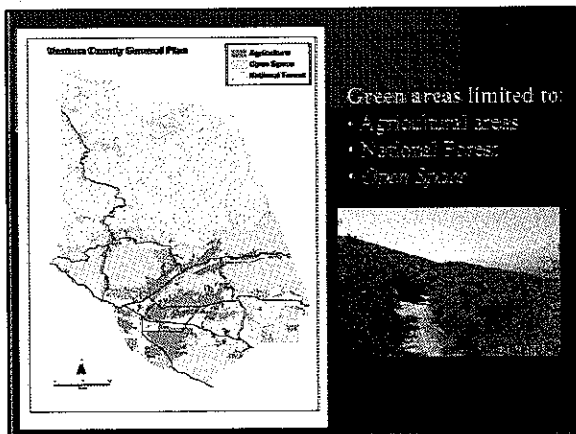 Ventura County General Plan
Agriculture
Open Space
National Forest
Green areas limited to:
• Agricultural areas
• National Forest
• Open Space